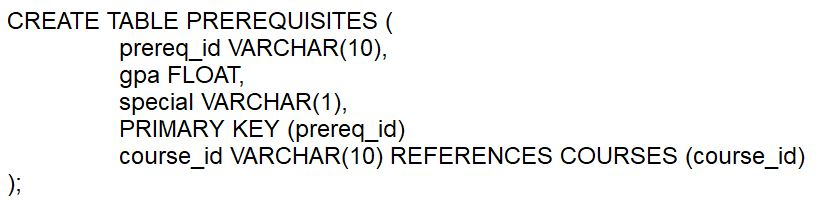 CREATE TABLE PREREQUISITES (
prereq_id VARCHAR(10),
gpa FLOAT,
special VARCHAR(1),
PRIMARY KEY (prereq_id)
course_id VARCHAR(10) REFERENCES COURSES (course_id)
);